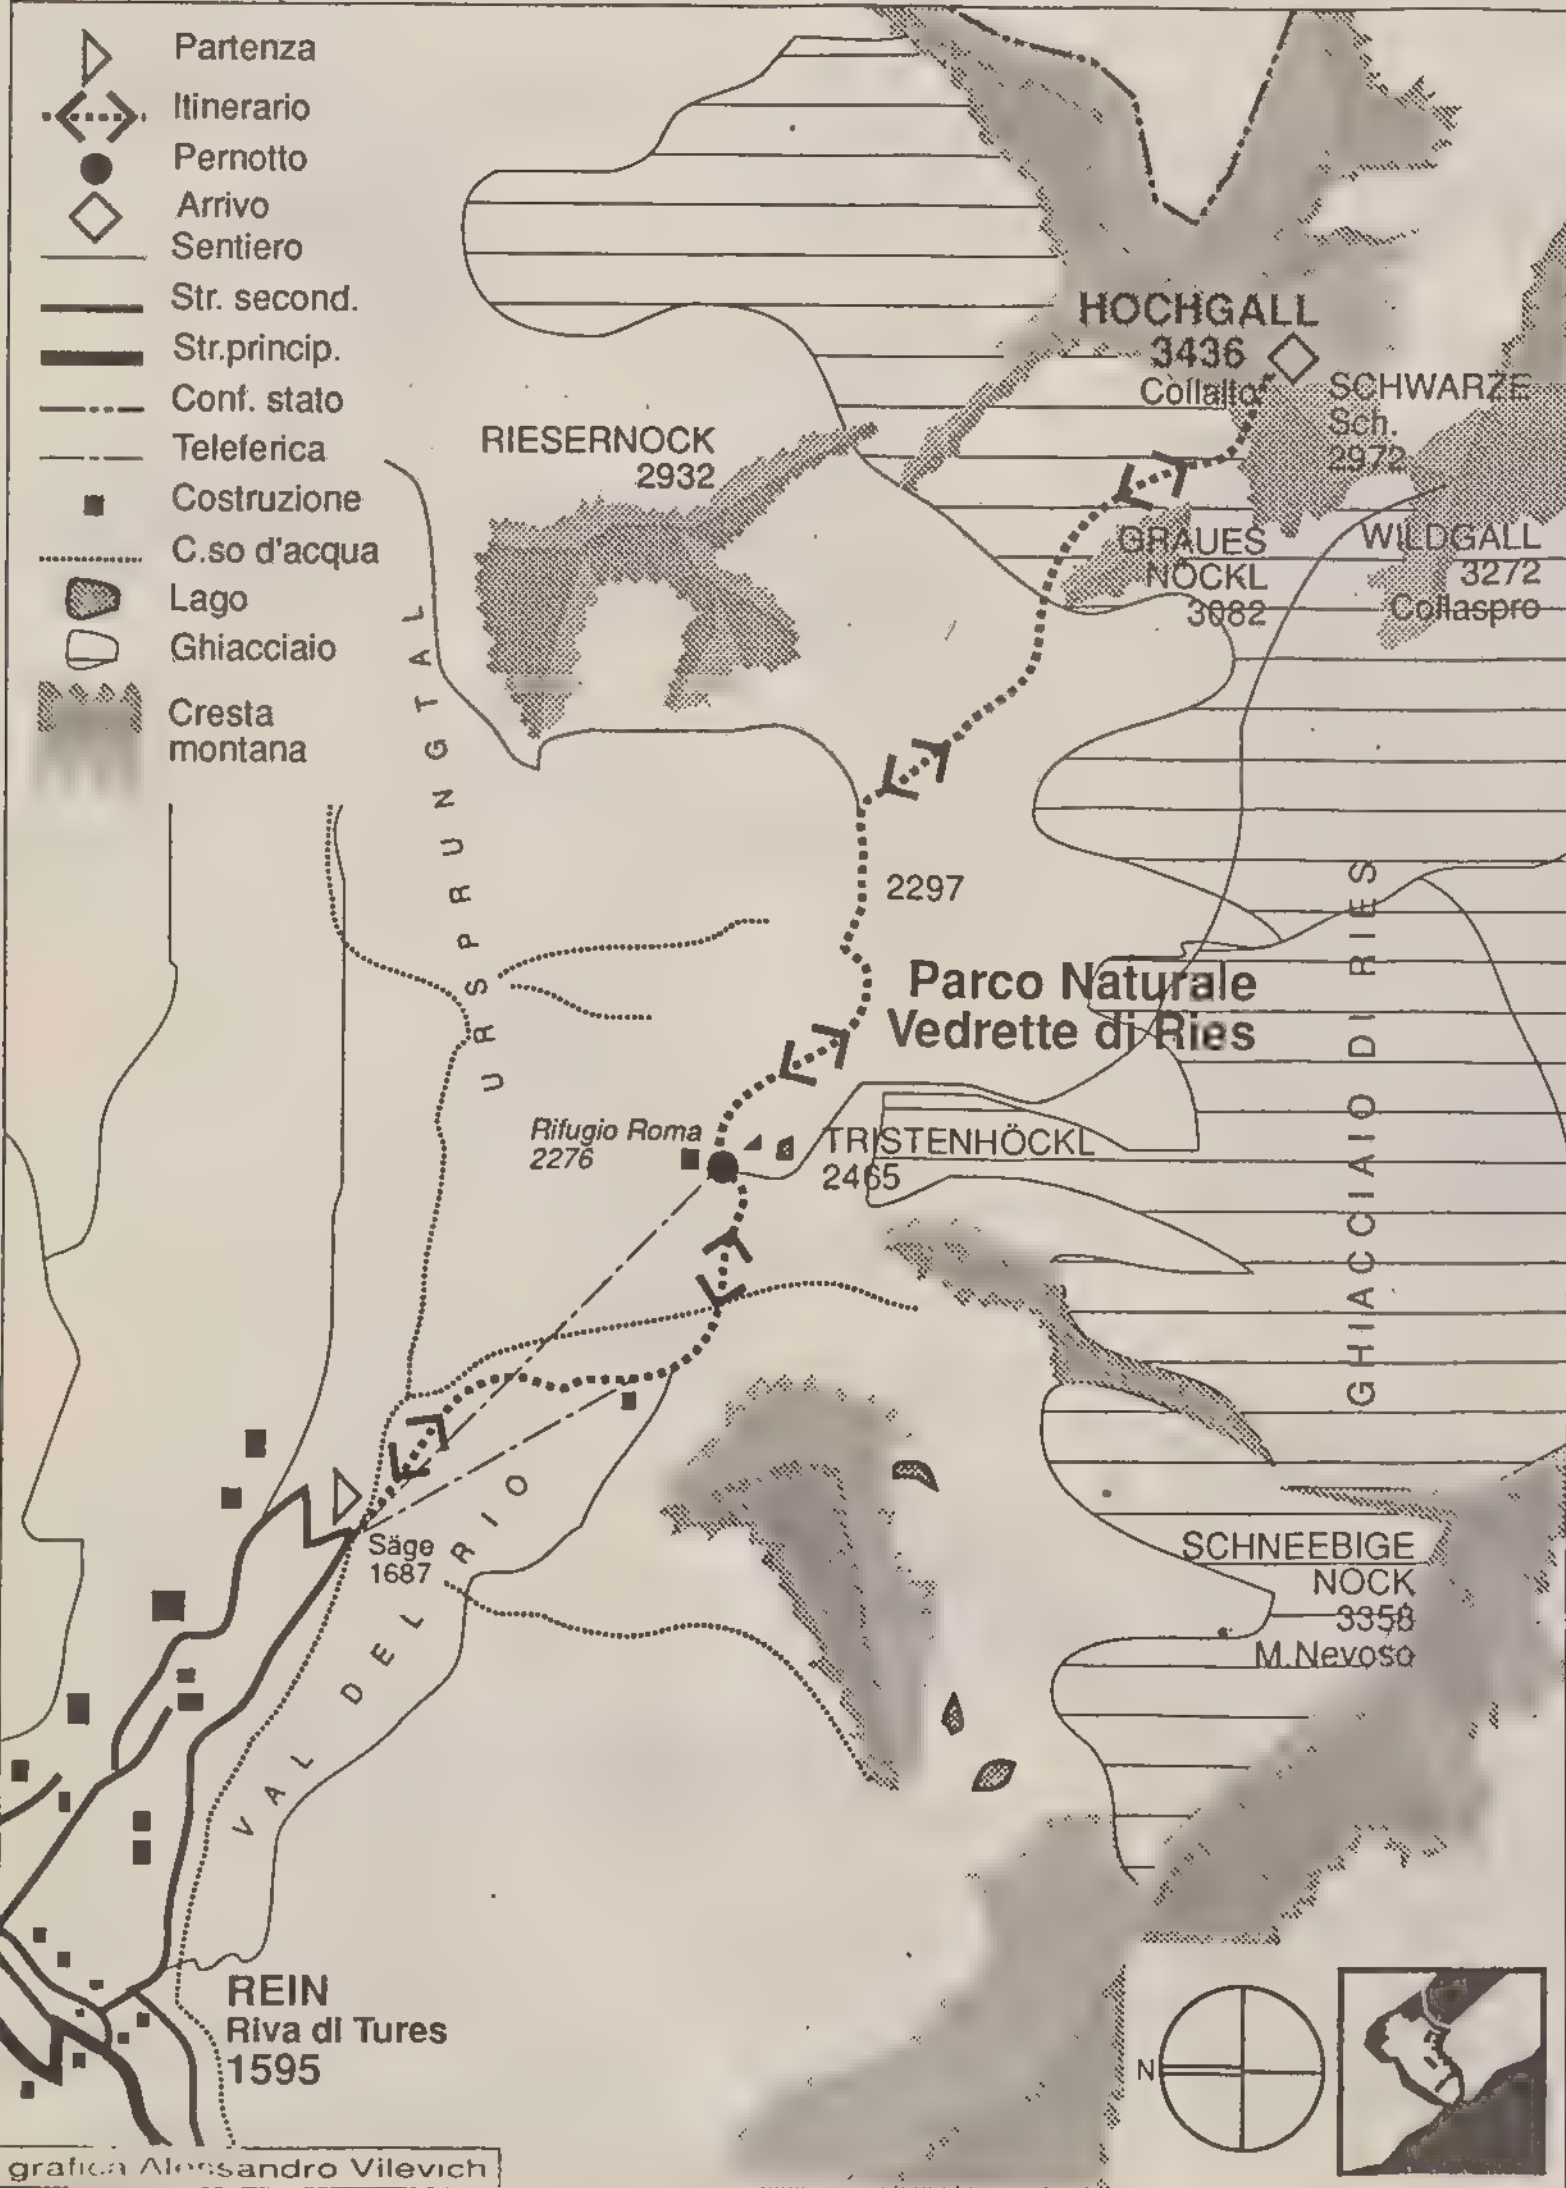 Partenza
Itinerario
Pernotto
Arrivo
Sentiero
Str. second.
Str.princip.
Conf. stato
Teleferica
Costruzione
C.so d'acqua
Lago
Ghiacciaio
Cresta
montana
HOCHGALL
3436
Collalto
SCHWARZE
Sch.
2972
RIESERNOCK
2932
GRAUES
NÖCKL
3082
WILDGALL
3272
Collaspro
URSPRUNGTAL
2297
Parco Naturale
Vedrette di Ries
GHIACCIAIO DI RIES
Rifugio Roma
2276
TRISTENHÖCKL
2465
Säge
1687
VAL DEL RIO
SCHNEEBIGE
NOCK
3358
M.Nevoso
REIN
Riva di Tures
1595
N
grafica Alessandro Vilevich